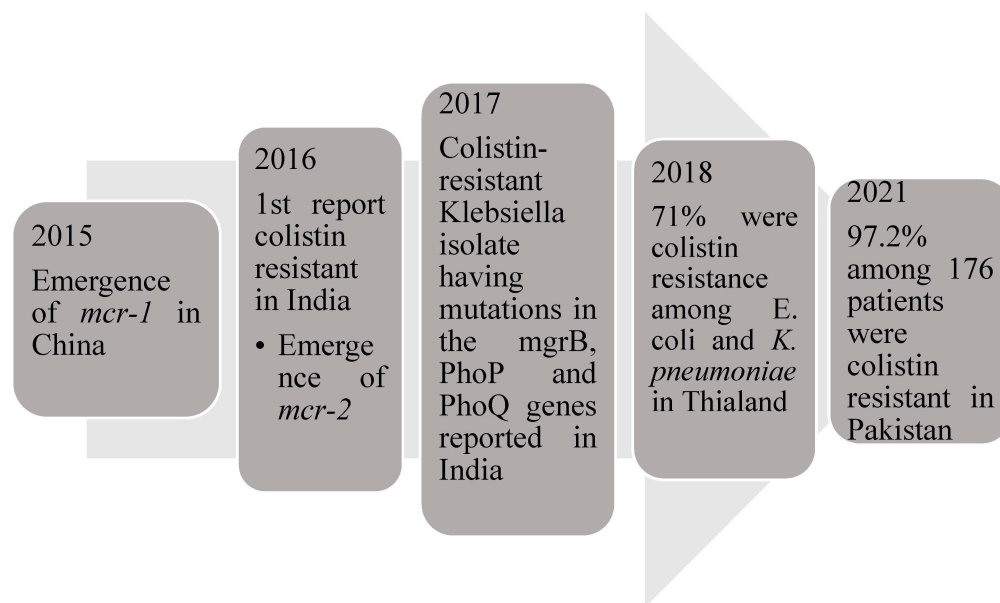 2015
Emergence
of mcr-1 in
China
2016
1st report
colistin
resistant
in India
• Emerge
nce of
mcr-2
2017
Colistin-
resistant
Klebsiella
isolate
having
mutations in
the mgrB,
PhoP and
PhoQ genes
reported in
India
2018
71% were
colistin
resistance
among E.
coli and K.
pneumoniae
in Thialand
2021
97.2%
among 176
patients
were
colistin
resistant in
Pakistan